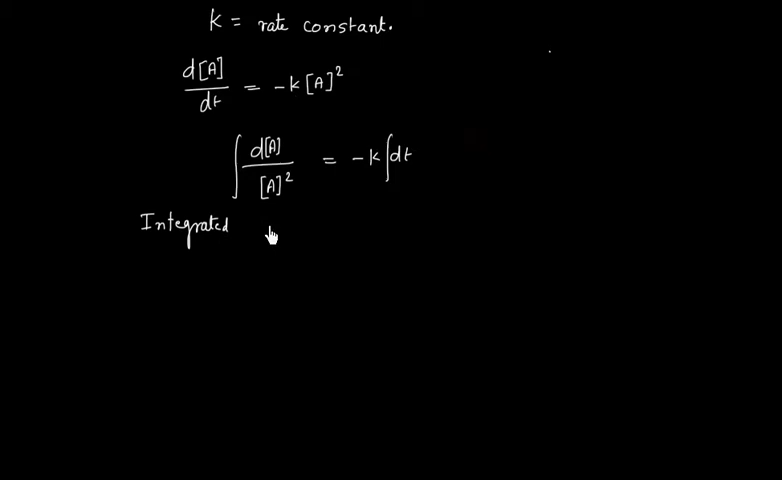 K = rate constant.
d[A]/dt = -k[A]²
∫ d[A]/[A]² = -k∫dt
Integrated